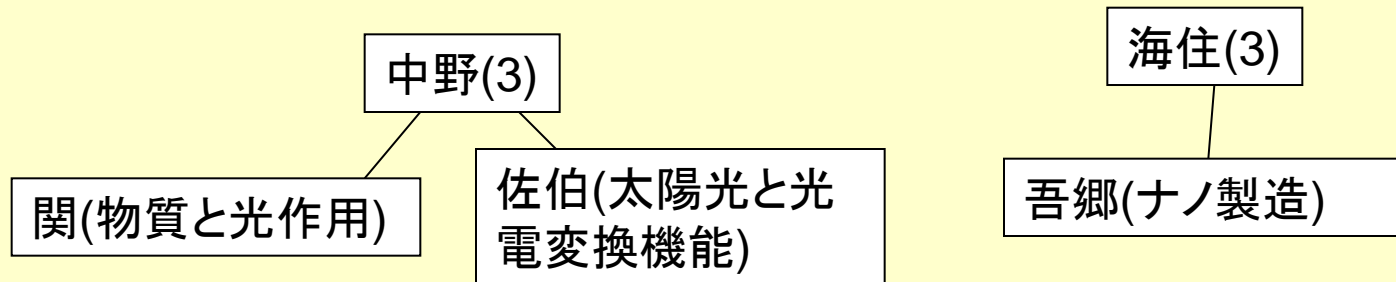 中野(3)
海住(3)
関(物質と光作用)
佐伯(太陽光と光
電変換機能)
吾郷(ナノ製造)